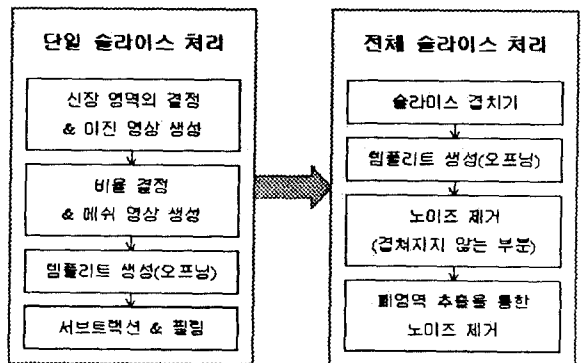 단일 슬라이스 처리
신장 영역의 결정
& 이진 영상 생성
비율 결정
& 메쉬 영상 생성
템플리트 생성(오프닝)
서브트랙션 & 필링
전체 슬라이스 처리
슬라이스 겹치기
템플리트 생성(오프닝)
노이즈 제거
(겹쳐지지 않는 부분)
폐영역 추출을 통한
노이즈 제거